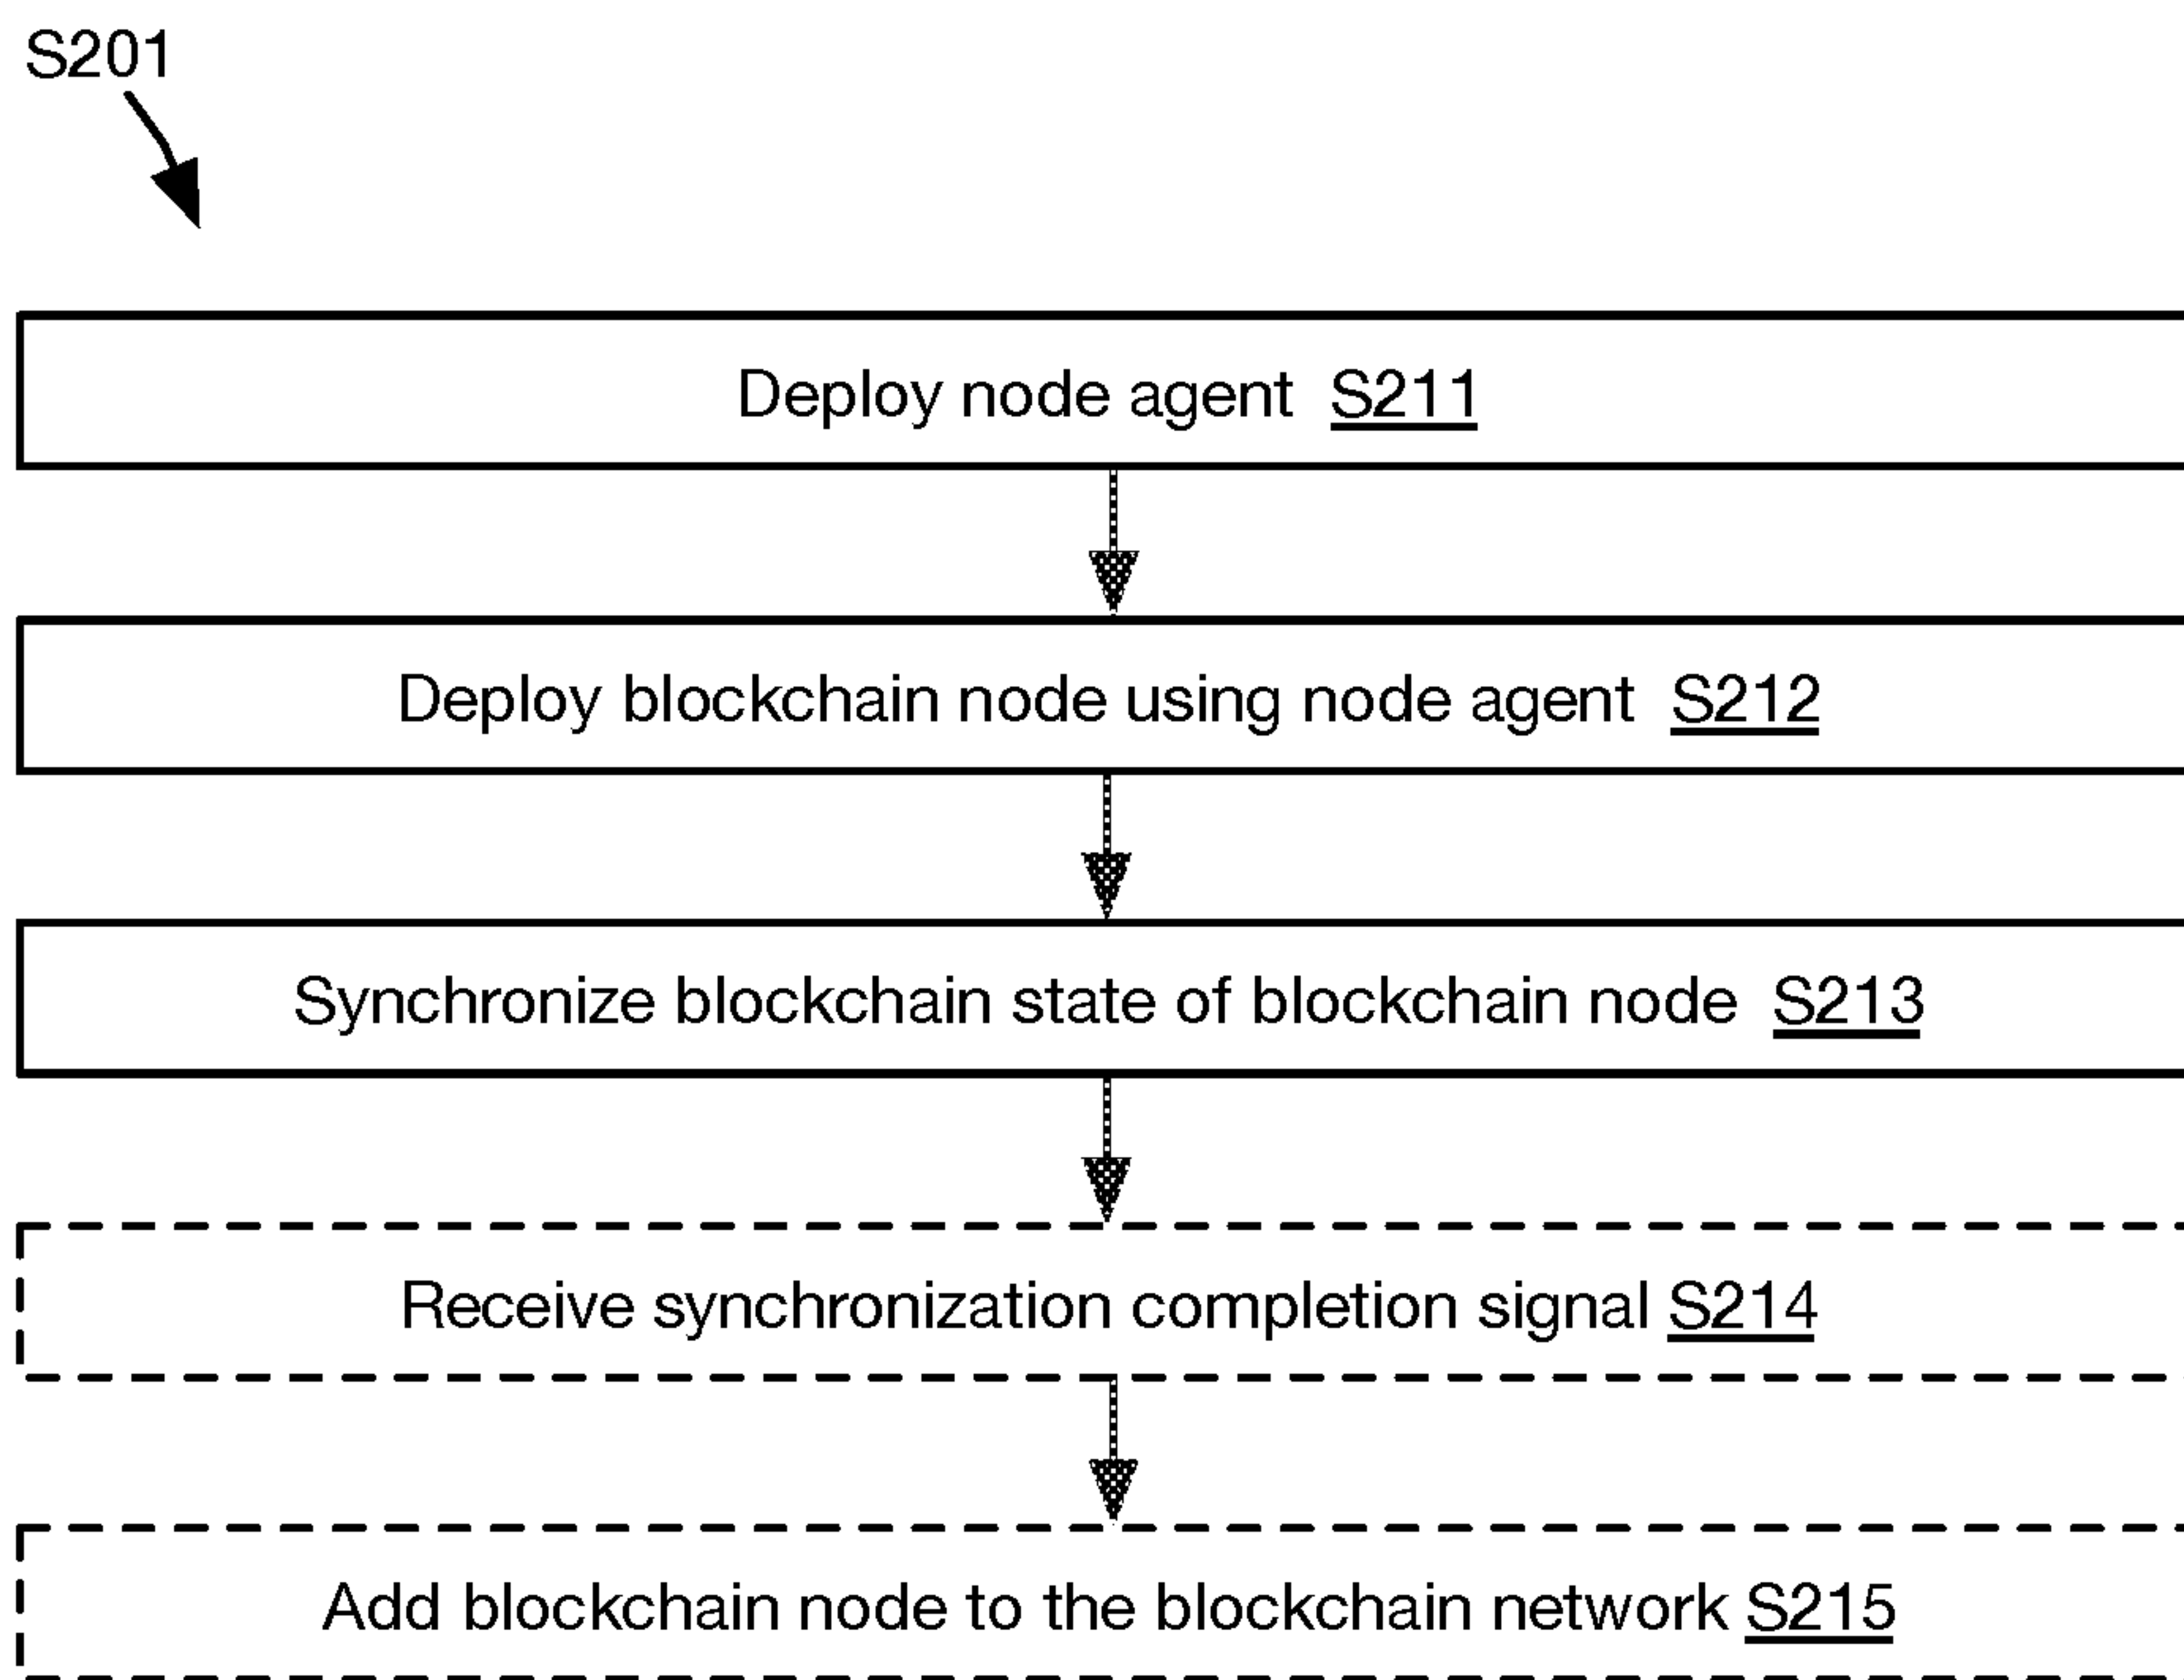 S201
Deploy node agent S211
Deploy blockchain node using node agent S212
Synchronize blockchain state of blockchain node S213
Receive synchronization completion signal S214
Add blockchain node to the blockchain network S215